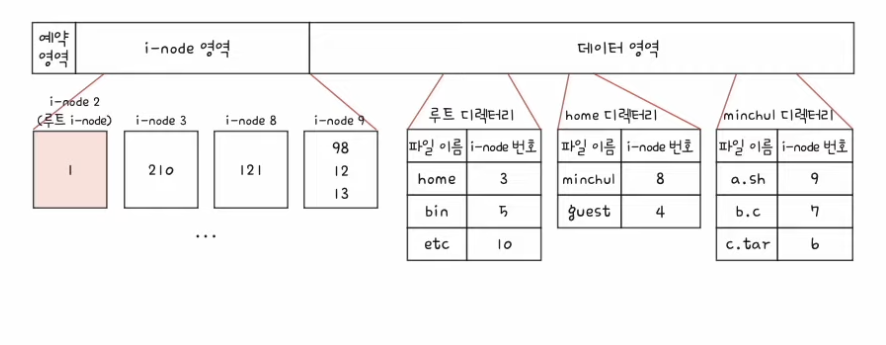 예약
영역
i-node 영역
데이터 영역
i-node 2
(루트 i-node)
i-node 3
i-node 8
i-node 9
1
210
121
98
12
13
...
루트 디렉터리
파일 이름 i-node 번호
home 3
bin 5
etc 10
home 디렉터리
파일 이름 i-node 번호
minchul 8
guest 4
minchul 디렉터리
파일 이름 i-node 번호
a.sh 9
b.c 7
c.tar 6